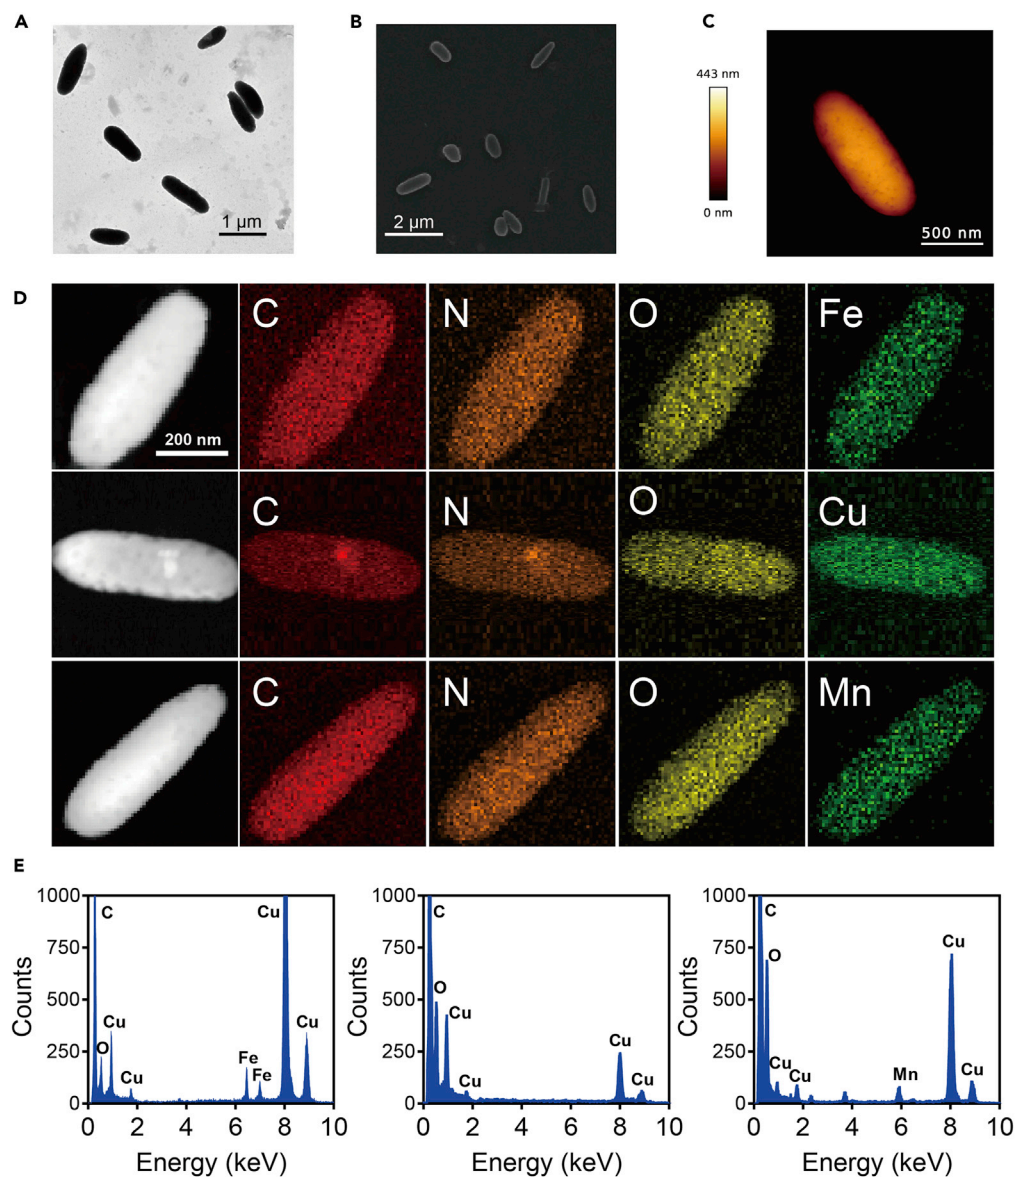 A
B
C
1 µm
2 µm
443 nm
0 nm
500 nm
D
C
N
O
Fe
200 nm
C
N
O
Cu
C
N
O
Mn
E
1000
750
500
250
0
Counts
C
O
Cu
Cu
Fe
Fe
Cu
Cu
0 2 4 6 8 10
Energy (keV)
1000
750
500
250
0
Counts
C
O
Cu
Cu
Cu
Cu
0 2 4 6 8 10
Energy (keV)
1000
750
500
250
0
Counts
C
O
Cu
Cu
Mn
Cu
Cu
0 2 4 6 8 10
Energy (keV)